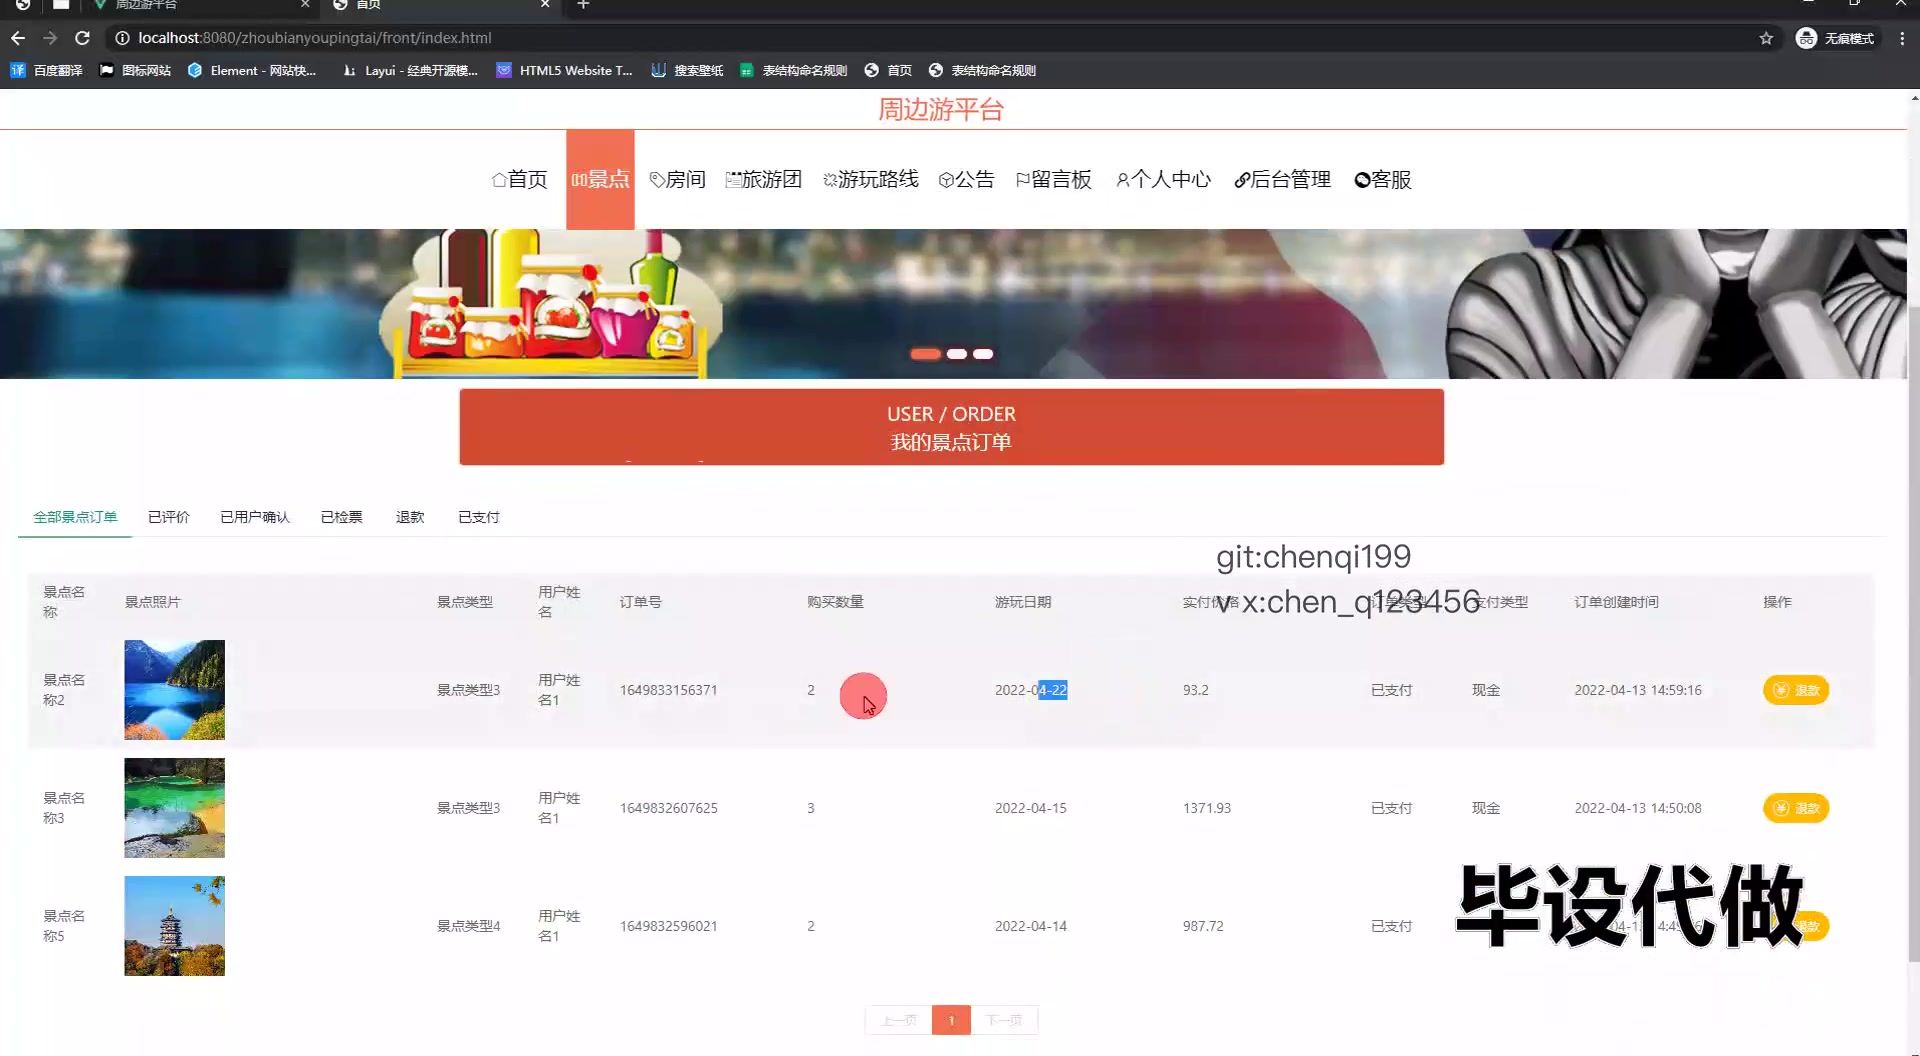 周边游平台
首页
localhost:8080/zhoubianyoupingtai/front/index.html
无痕模式
百度翻译
图标网站
Element - 网站快...
Layui - 经典开源模...
HTML5 Website T...
搜索壁纸
表结构命名规则
首页
表结构命名规则
周边游平台
首页
景点
房间
旅游团
游玩路线
公告
留言板
个人中心
后台管理
客服
USER / ORDER
我的景点订单
全部景点订单
已评价
已用户确认
已检票
退款
已支付
git:chenqi199
v x:chen_q123456
景点名
称
景点照片
景点类型
用户姓
名
订单号
购买数量
游玩日期
实付价格
订单类型
支付类型
订单创建时间
操作
景点名
称2
景点类型3
用户姓
名1
1649833156371
2
2022-04-22
93.2
已支付
现金
2022-04-13 14:59:16
退款
景点名
称3
景点类型3
用户姓
名1
1649832607625
3
2022-04-15
1371.93
已支付
现金
2022-04-13 14:50:08
退款
景点名
称5
景点类型4
用户姓
名1
1649832596021
2
2022-04-14
987.72
已支付
毕设代做
上一页
1
下一页